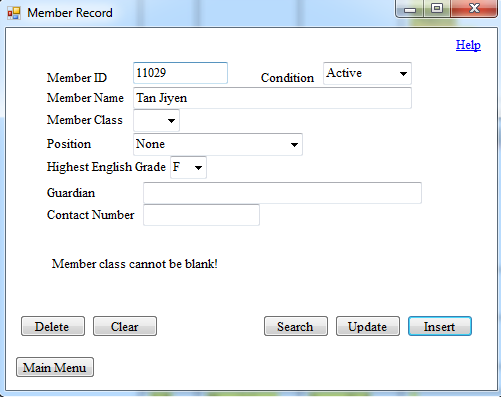 Member Record
Help
Member ID 11029 Condition Active
Member Name Tan Jiyen
Member Class
Position None
Highest English Grade F
Guardian
Contact Number
Member class cannot be blank!
Delete Clear Search Update Insert
Main Menu